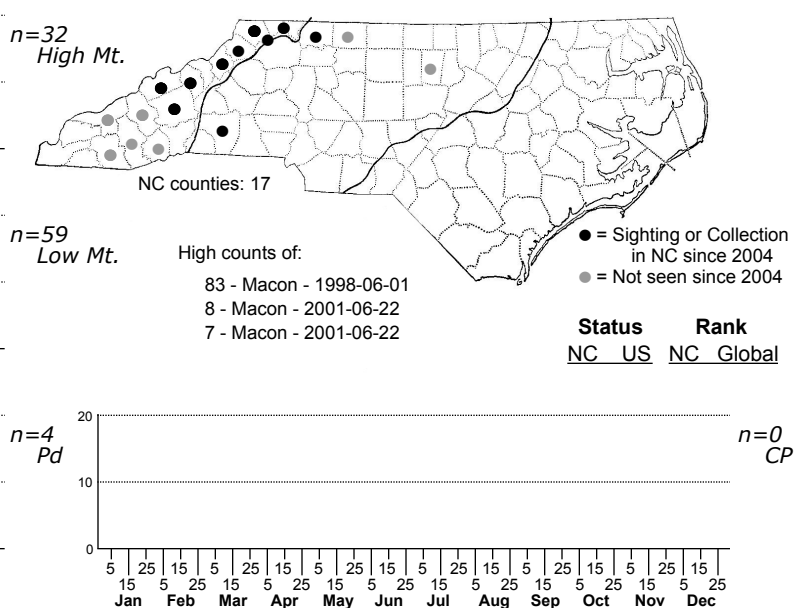 n=32
High Mt.
NC counties: 17
n=59
Low Mt.
High counts of:
83 - Macon - 1998-06-01
8 - Macon - 2001-06-22
7 - Macon - 2001-06-22
= Sighting or Collection
in NC since 2004
= Not seen since 2004
Status Rank
NC US NC Global
n=4
Pd
n=0
CP
20
10
0
5 25 5 25 5 25 5 25 5 25 5 25 5 25 5 25 5 25 5 25 5 25 5 25
15 15 15 15 15 15 15 15 15 15 15 15
Jan Feb Mar Apr May Jun Jul Aug Sep Oct Nov Dec